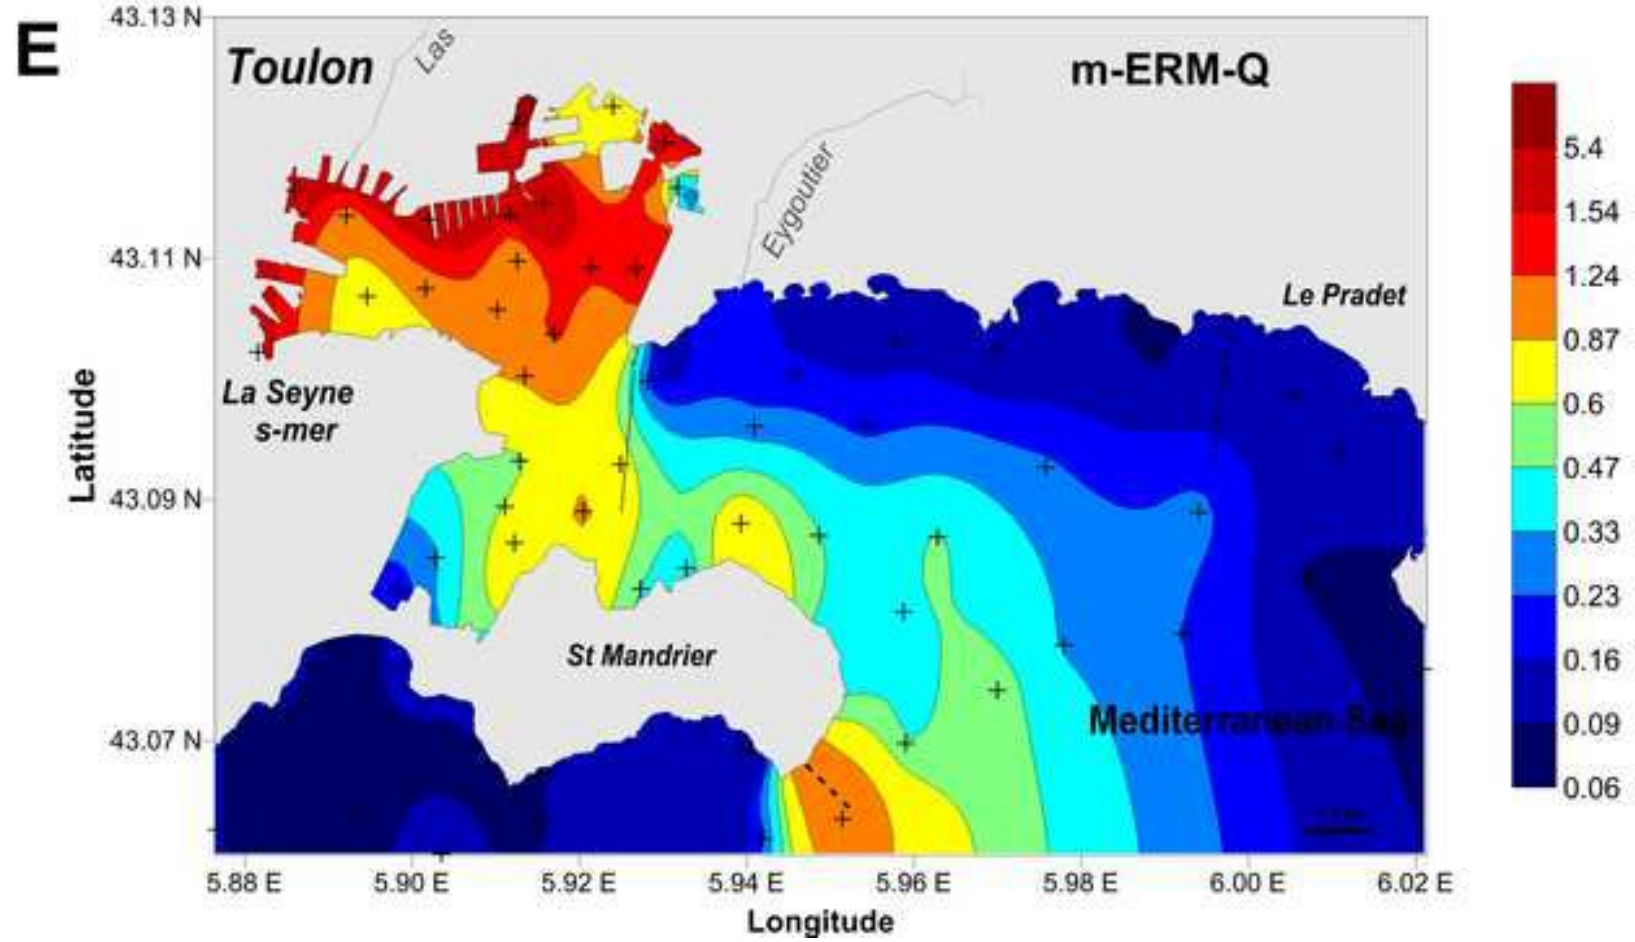 E
43.13 N
Las
Toulon
m-ERM-Q
5.4
Eygoutier
1.54
43.11 N
1.24
Le Pradet
0.87
La Seyne
s-mer
0.6
Latitude
0.47
43.09 N
0.33
0.23
St Mandrier
0.16
Mediterranean Sea
43.07 N
0.09
0.06
5.88 E 5.90 E 5.92 E 5.94 E 5.96 E 5.98 E 6.00 E 6.02 E
Longitude